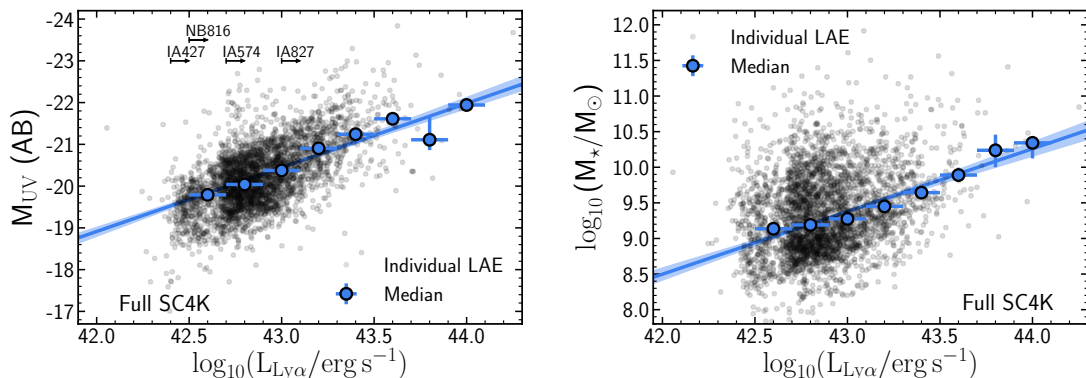 -24
-23
-22
-21
-20
-19
-18
-17
M_UV (AB)
NB816
IA427 IA574 IA827
Individual LAE
Median
Full SC4K
42.0 42.5 43.0 43.5 44.0
log₁₀(L_Lyα/erg s⁻¹)
12.0
11.5
11.0
10.5
10.0
9.5
9.0
8.5
8.0
log₁₀(M⋆/M⊙)
Individual LAE
Median
Full SC4K
42.0 42.5 43.0 43.5 44.0
log₁₀(L_Lyα/erg s⁻¹)